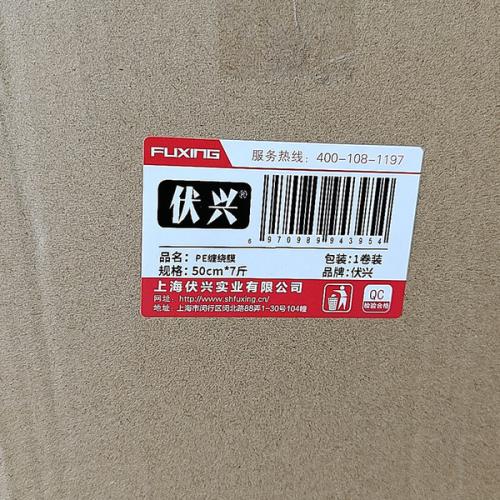 FUXING 服务热线：400-108-1197
伏兴®
6 970989 943954
品名：PE缠绕膜 包装：1卷装
规格：50cm*7斤 品牌：伏兴
上海伏兴实业有限公司
网址：http://www.shfuxing.cn/
地址：上海市闵行区闵北路88弄1-30号104幢
QC
检验合格